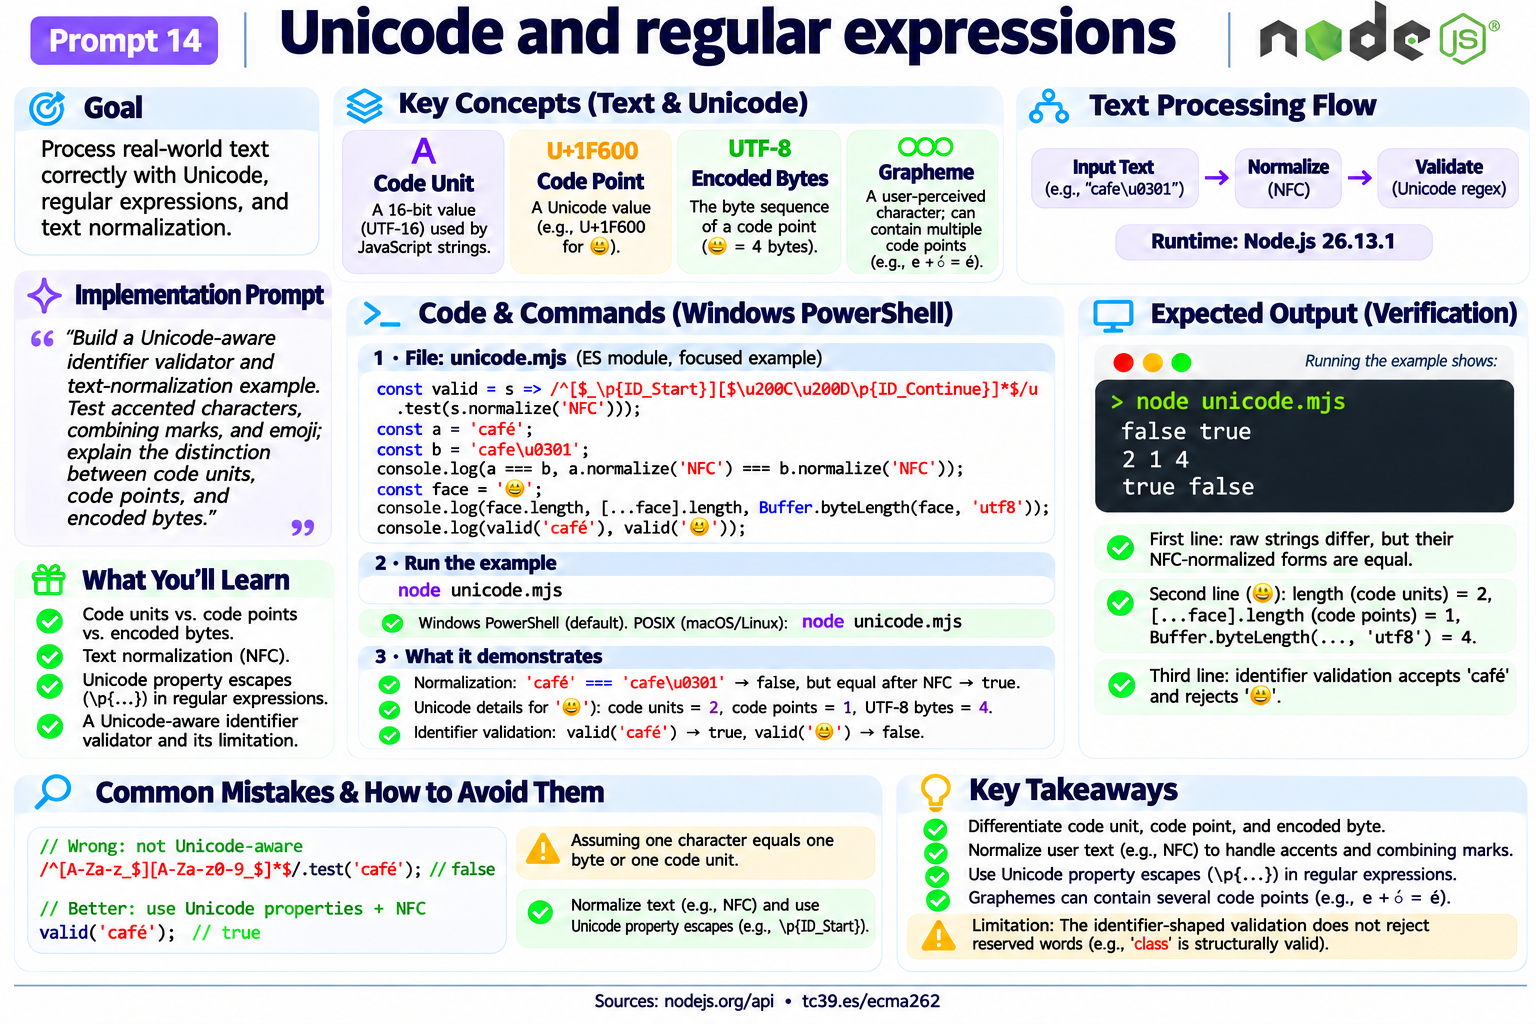 Prompt 14
Unicode and regular expressions
node JS ®
Goal
Process real-world text
correctly with Unicode,
regular expressions, and
text normalization.
Key Concepts (Text & Unicode)
A
Code Unit
A 16-bit value
(UTF-16) used by
JavaScript strings.
U+1F600
Code Point
A Unicode value
(e.g., U+1F600
for 😀).
UTF-8
Encoded Bytes
The byte sequence
of a code point
(😀 = 4 bytes).
Grapheme
A user-perceived
character; can
contain multiple
code points
(e.g., e + ó = é).
Text Processing Flow
Input Text
(e.g., "cafe\u0301")
→
Normalize
(NFC)
→
Validate
(Unicode regex)
Runtime: Node.js 26.13.1
Implementation Prompt
“ “Build a Unicode-aware
identifier validator and
text-normalization example.
Test accented characters,
combining marks, and emoji;
explain the distinction
between code units,
code points, and
encoded bytes.” ”
What You'll Learn
Code units vs. code points
vs. encoded bytes.
Text normalization (NFC).
Unicode property escapes
(\p{...}) in regular expressions.
A Unicode-aware identifier
validator and its limitation.
Code & Commands (Windows PowerShell)
1 · File: unicode.mjs (ES module, focused example)
const valid = s => /^[$_\p{ID_Start}][$\u200C\u200D\p{ID_Continue}]*$/u
.test(s.normalize('NFC')));
const a = 'café';
const b = 'cafe\u0301';
console.log(a === b, a.normalize('NFC') === b.normalize('NFC'));
const face = '😀';
console.log(face.length, [...face].length, Buffer.byteLength(face, 'utf8'));
console.log(valid('café'), valid('😀'));
2 · Run the example
node unicode.mjs
Windows PowerShell (default). POSIX (macOS/Linux): node unicode.mjs
3 · What it demonstrates
Normalization: 'café' === 'cafe\u0301' → false, but equal after NFC → true.
Unicode details for '😀'): code units = 2, code points = 1, UTF-8 bytes = 4.
Identifier validation: valid('café') → true, valid('😀') → false.
Expected Output (Verification)
Running the example shows:
> node unicode.mjs
false true
2 1 4
true false
First line: raw strings differ, but their
NFC-normalized forms are equal.
Second line (😀): length (code units) = 2,
[...face].length (code points) = 1,
Buffer.byteLength(..., 'utf8') = 4.
Third line: identifier validation accepts 'café'
and rejects '😀'.
Common Mistakes & How to Avoid Them
// Wrong: not Unicode-aware
/^[A-Za-z_$][A-Za-z0-9_$]*$/.test('café'); // false
// Better: use Unicode properties + NFC
valid('café'); // true
Assuming one character equals one
byte or one code unit.
Normalize text (e.g., NFC) and use
Unicode property escapes (e.g., \p{ID_Start}).
Key Takeaways
Differentiate code unit, code point, and encoded byte.
Normalize user text (e.g., NFC) to handle accents and combining marks.
Use Unicode property escapes (\p{...}) in regular expressions.
Graphemes can contain several code points (e.g., e + ó = é).
Limitation: The identifier-shaped validation does not reject
reserved words (e.g., 'class' is structurally valid).
Sources: nodejs.org/api • tc39.es/ecma262